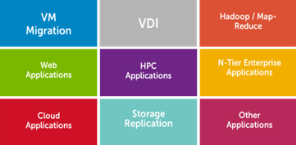 VM
Migration
VDI
Hadoop / Map-
Reduce
Web
Applications
HPC
Applications
N-Tier Enterprise
Applications
Cloud
Applications
Storage
Replication
Other
Applications